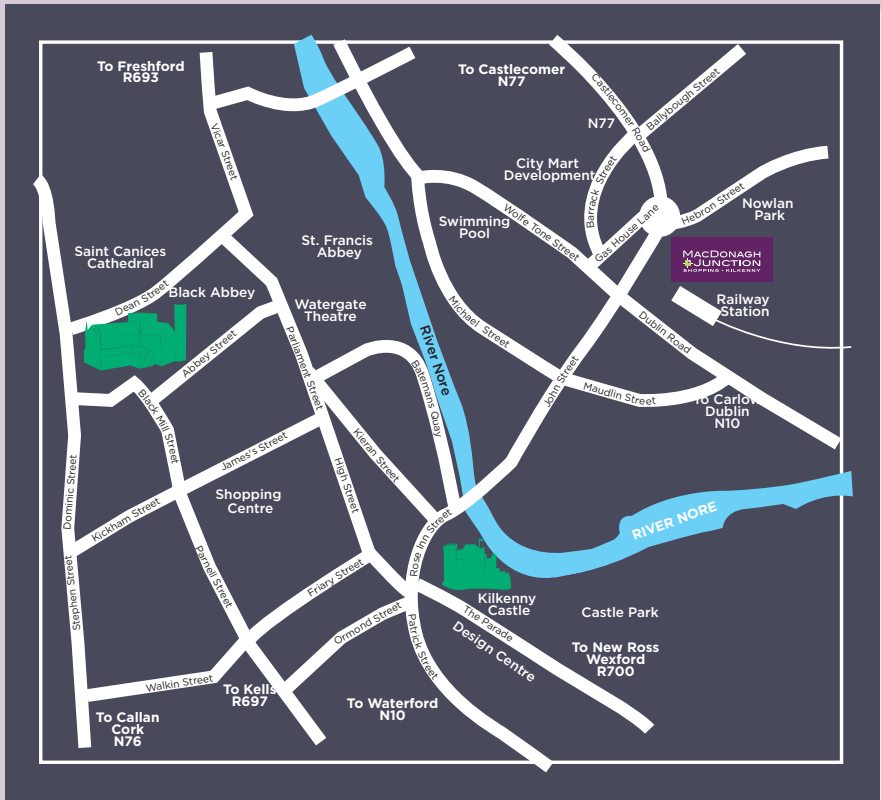 To Freshford
R693
To Castlecomer
N77
Castlecomer Road
Ballybough Street
N77
Vicar Street
City Mart
Development
Barrack Street
Gas House Lane
Hebron Street
Nowlan
Park
Swimming
Pool
Wolfe Tone Street
Saint Canices
Cathedral
St. Francis
Abbey
MACDONAGH
JUNCTION
SHOPPING • KILKENNY
Dean Street
Black Abbey
Watergate
Theatre
Railway
Station
Abbey Street
Parliament Street
River Nore
Michael Street
Dublin Road
Batemans Quay
John Street
Maudlin Street
To Carlow
Dublin
N10
Black Mill Street
James's Street
Kieran Street
High Street
Dominic Street
Kickham Street
Shopping
Centre
RIVER NORE
Rose Inn Street
Stephen Street
Parnell Street
Friary Street
Kilkenny
Castle
Castle Park
Ormond Street
The Parade
Design Centre
Patrick Street
To New Ross
Wexford
R700
Walkin Street
To Kells
R697
To Waterford
N10
To Callan
Cork
N76